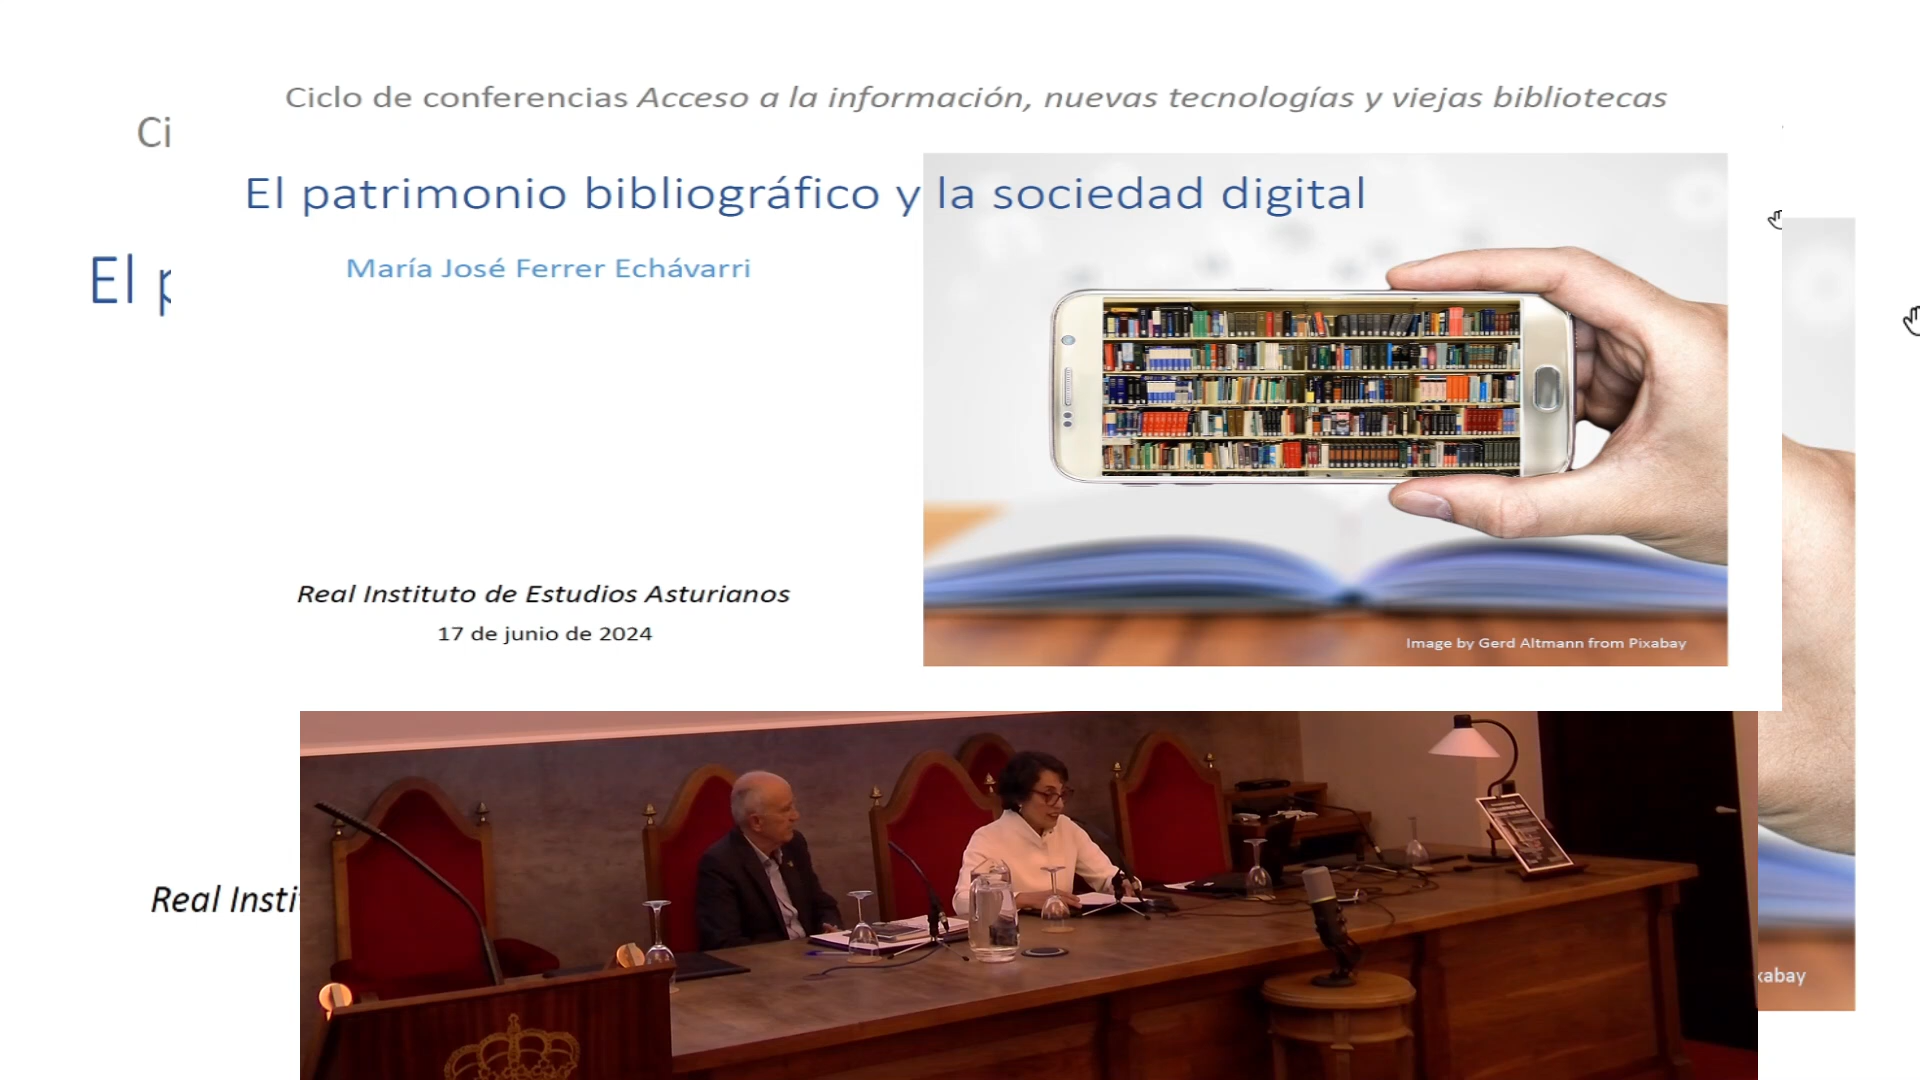 Ciclo de conferencias Acceso a la información, nuevas tecnologías y viejas bibliotecas
Ci
El patrimonio bibliográfico y la sociedad digital
María José Ferrer Echávarri
El p
Real Instituto de Estudios Asturianos
17 de junio de 2024
Image by Gerd Altmann from Pixabay
Real Insti
xabay